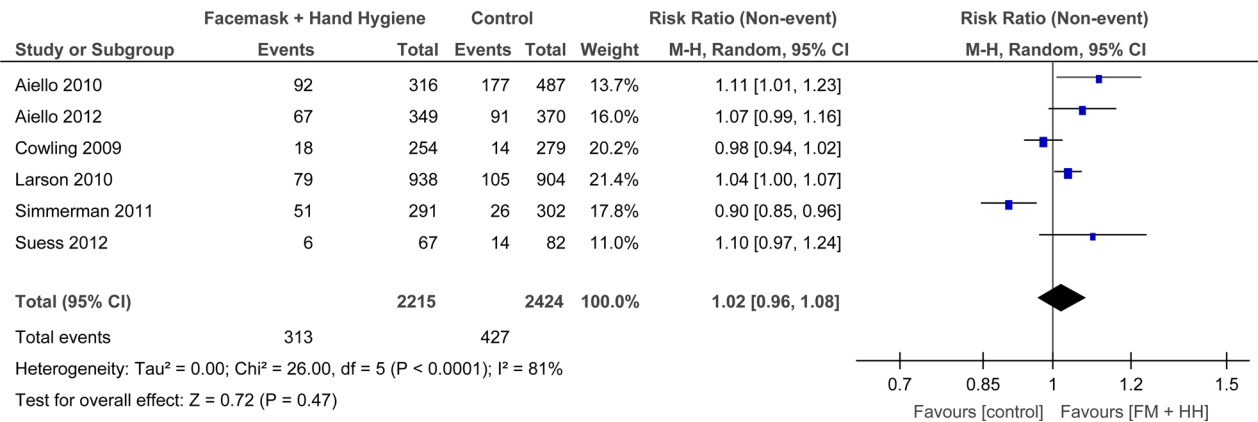 Facemask + Hand Hygiene Control Risk Ratio (Non-event) Risk Ratio (Non-event)
Study or Subgroup Events Total Events Total Weight M-H, Random, 95% CI M-H, Random, 95% CI
Aiello 2010 92 316 177 487 13.7% 1.11 [1.01, 1.23]
Aiello 2012 67 349 91 370 16.0% 1.07 [0.99, 1.16]
Cowling 2009 18 254 14 279 20.2% 0.98 [0.94, 1.02]
Larson 2010 79 938 105 904 21.4% 1.04 [1.00, 1.07]
Simmerman 2011 51 291 26 302 17.8% 0.90 [0.85, 0.96]
Suess 2012 6 67 14 82 11.0% 1.10 [0.97, 1.24]
Total (95% CI) 2215 2424 100.0% 1.02 [0.96, 1.08]
Total events 313 427
Heterogeneity: Tau² = 0.00; Chi² = 26.00, df = 5 (P < 0.0001); I² = 81%
Test for overall effect: Z = 0.72 (P = 0.47)
0.7 0.85 1 1.2 1.5
Favours [control] Favours [FM + HH]